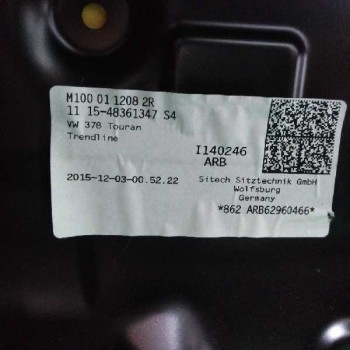 M100 01 1208 2R
11 15-48361347 S4
VW 378 Touran
Trendline
I140246
ARB
2015-12-03-00.52.22
Sitech Sitztechnik GmbH
Wolfsburg
Germany
*862 ARB62960466*